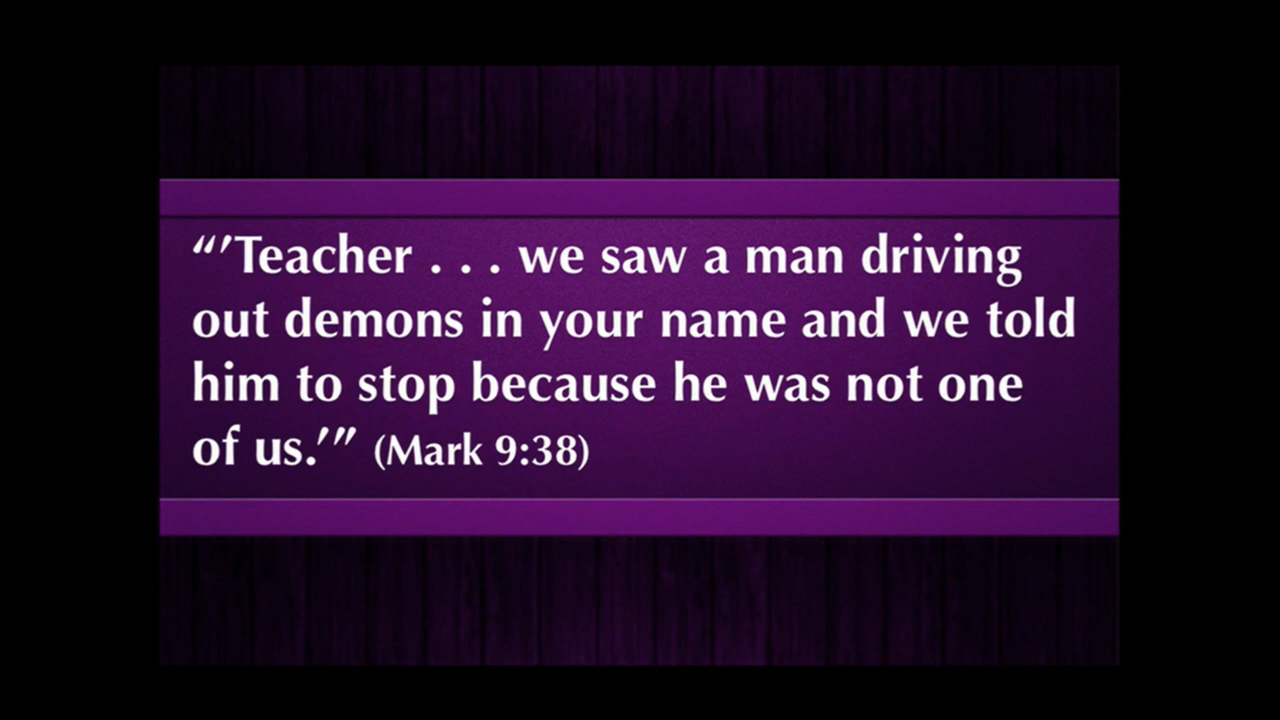 “‘Teacher . . . we saw a man driving
out demons in your name and we told
him to stop because he was not one
of us.’” (Mark 9:38)